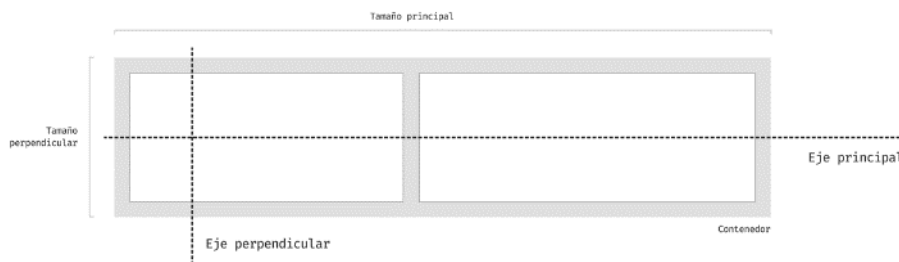 Tamaño principal
Tamaño
perpendicular
Eje principal
Contenedor
Eje perpendicular